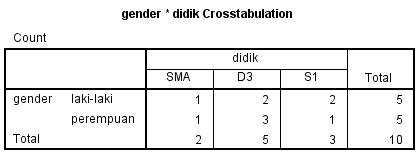 gender * didik Crosstabulation
Count
didik
SMA D3 S1 Total
gender laki-laki 1 2 2 5
perempuan 1 3 1 5
Total 2 5 3 10